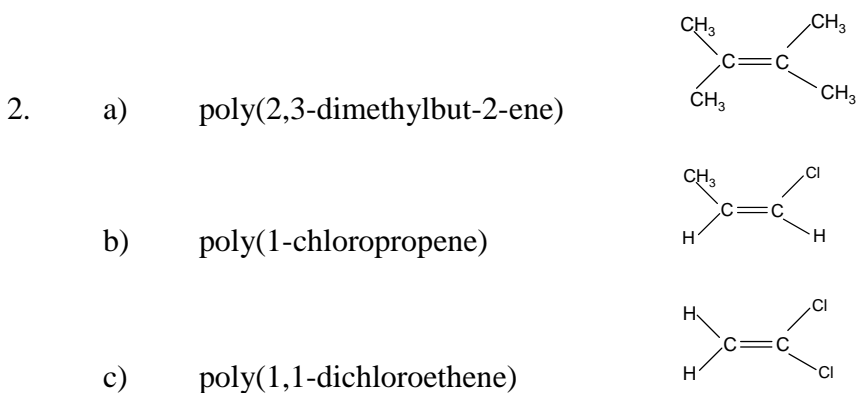 CH3 CH3
C C
2. a) poly(2,3-dimethylbut-2-ene)
CH3 CH3
CH3 Cl
C C
b) poly(1-chloropropene)
H H
H Cl
C C
H Cl
c) poly(1,1-dichloroethene)